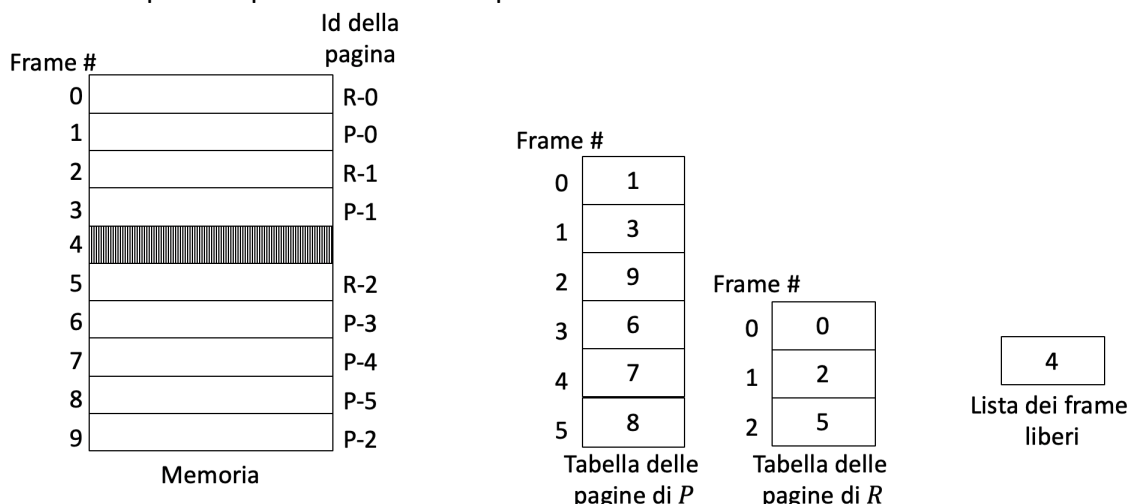 Id della
pagina
Frame #
0 R-0
1 P-0
2 R-1
3 P-1
4
5 R-2
6 P-3
7 P-4
8 P-5
9 P-2
Memoria
Frame #
0 1
1 3
2 9
3 6
4 7
5 8
Tabella delle
pagine di P
Frame #
0 0
1 2
2 5
Tabella delle
pagine di R
4
Lista dei frame
liberi